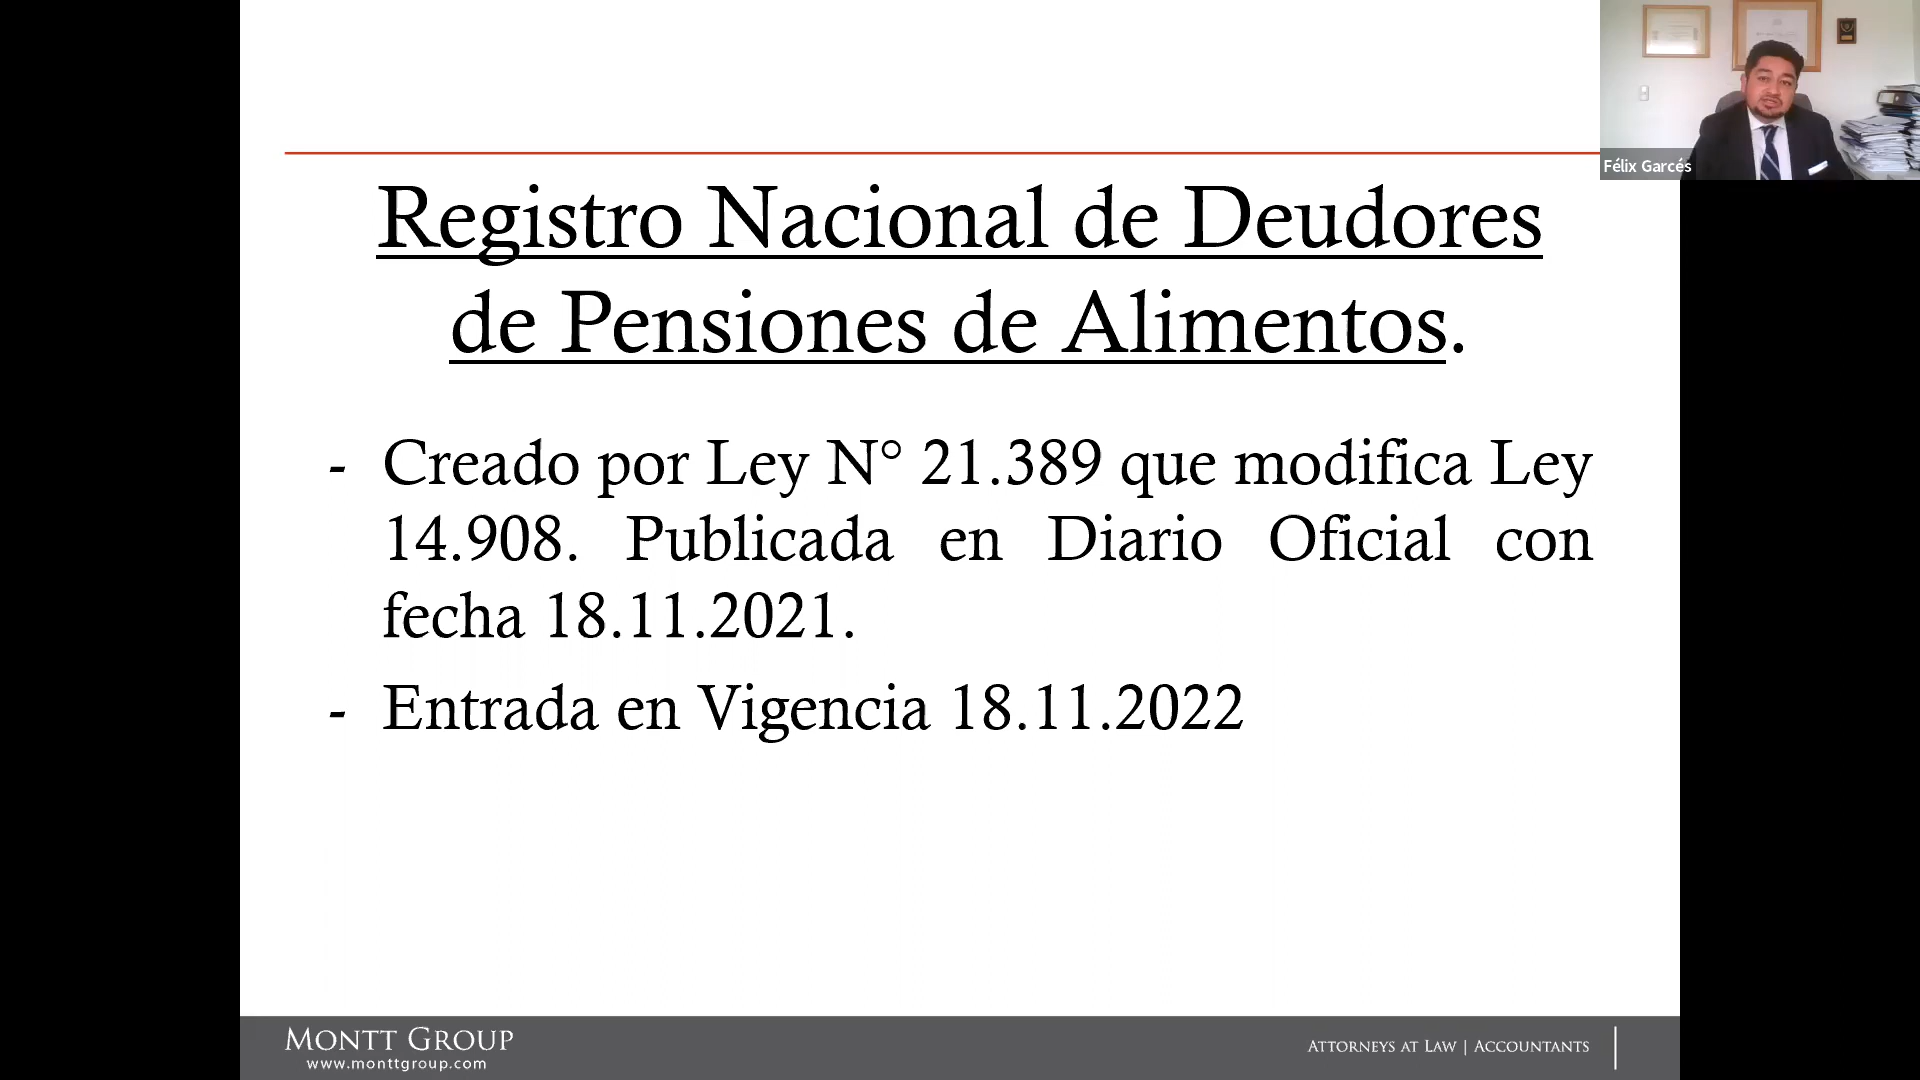 Félix Garcés
Registro Nacional de Deudores
de Pensiones de Alimentos.
- Creado por Ley N° 21.389 que modifica Ley
14.908. Publicada en Diario Oficial con
fecha 18.11.2021.
- Entrada en Vigencia 18.11.2022
MONTT GROUP
www.monttgroup.com
ATTORNEYS AT LAW | ACCOUNTANTS